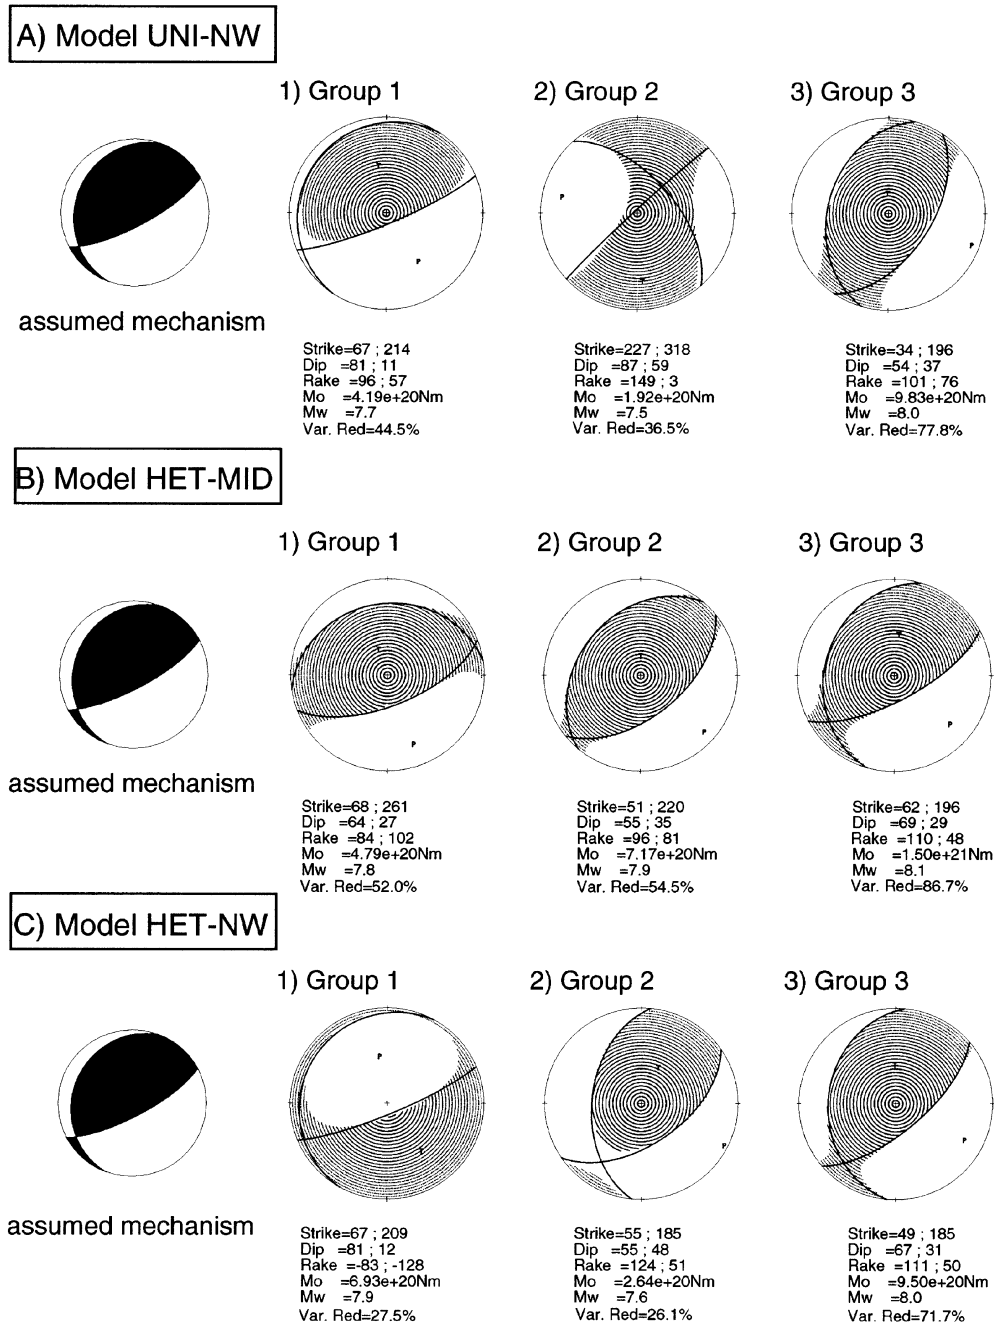 A) Model UNI-NW
1) Group 1
2) Group 2
3) Group 3
T
P
P
T
T
P
assumed mechanism
Strike=67 ; 214
Dip =81 ; 11
Rake =96 ; 57
Mo =4.19e+20Nm
Mw =7.7
Var. Red=44.5%
Strike=227 ; 318
Dip =87 ; 59
Rake =149 ; 3
Mo =1.92e+20Nm
Mw =7.5
Var. Red=36.5%
Strike=34 ; 196
Dip =54 ; 37
Rake =101 ; 76
Mo =9.83e+20Nm
Mw =8.0
Var. Red=77.8%
B) Model HET-MID
1) Group 1
2) Group 2
3) Group 3
T
P
T
P
T
P
assumed mechanism
Strike=68 ; 261
Dip =64 ; 27
Rake =84 ; 102
Mo =4.79e+20Nm
Mw =7.8
Var. Red=52.0%
Strike=51 ; 220
Dip =55 ; 35
Rake =96 ; 81
Mo =7.17e+20Nm
Mw =7.9
Var. Red=54.5%
Strike=62 ; 196
Dip =69 ; 29
Rake =110 ; 48
Mo =1.50e+21Nm
Mw =8.1
Var. Red=86.7%
C) Model HET-NW
1) Group 1
2) Group 2
3) Group 3
P
T
T
P
T
P
assumed mechanism
Strike=67 ; 209
Dip =81 ; 12
Rake =-83 ; -128
Mo =6.93e+20Nm
Mw =7.9
Var. Red=27.5%
Strike=55 ; 185
Dip =55 ; 48
Rake =124 ; 51
Mo =2.64e+20Nm
Mw =7.6
Var. Red=26.1%
Strike=49 ; 185
Dip =67 ; 31
Rake =111 ; 50
Mo =9.50e+20Nm
Mw =8.0
Var. Red=71.7%